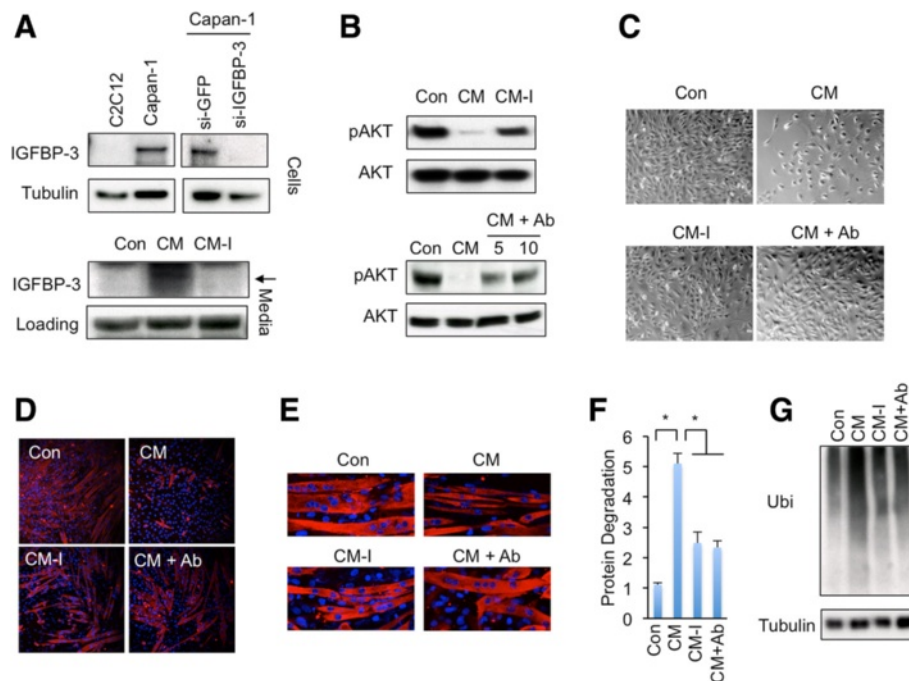 A
Capan-1
C2C12
Capan-1
si-GFP
si-IGFBP-3
IGFBP-3
Tubulin
Cells
Con CM CM-I
IGFBP-3
Media
Loading
B
Con CM CM-I
pAKT
AKT
CM + Ab
Con CM 5 10
pAKT
AKT
C
Con CM
CM-I CM + Ab
D
Con CM
CM-I CM + Ab
E
Con CM
CM-I CM + Ab
F
* *
Protein Degradation
6
5
4
3
2
1
0
Con
CM
CM-I
CM+Ab
G
Con
CM
CM-I
CM+Ab
Ubi
Tubulin